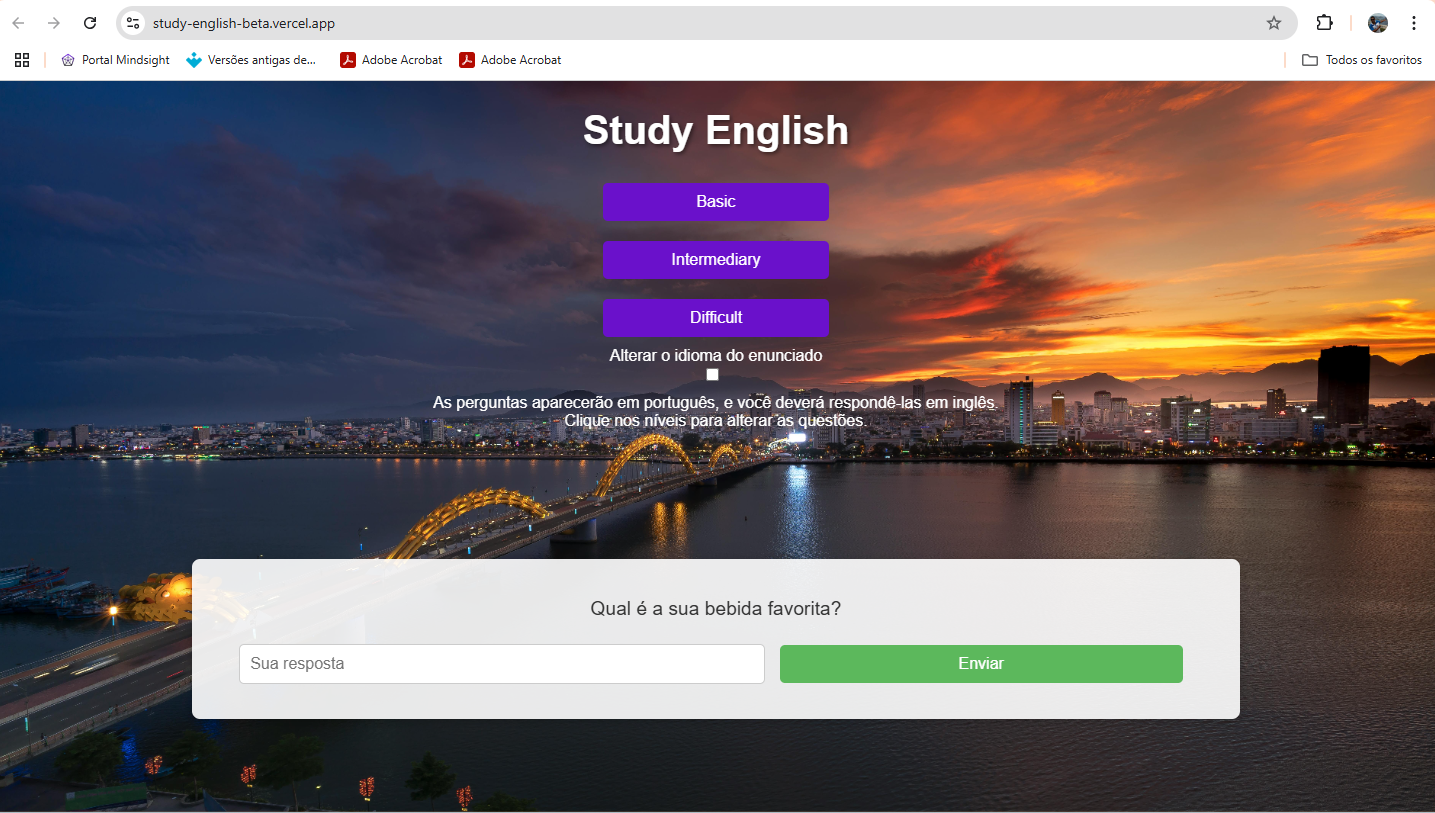 study-english-beta.vercel.app
Portal Mindsight
Versões antigas de...
Adobe Acrobat
Adobe Acrobat
Todos os favoritos
Study English
Basic
Intermediary
Difficult
Alterar o idioma do enunciado
As perguntas aparecerão em português, e você deverá respondê-las em inglês.
Clique nos níveis para alterar as questões.
Qual é a sua bebida favorita?
Sua resposta
Enviar